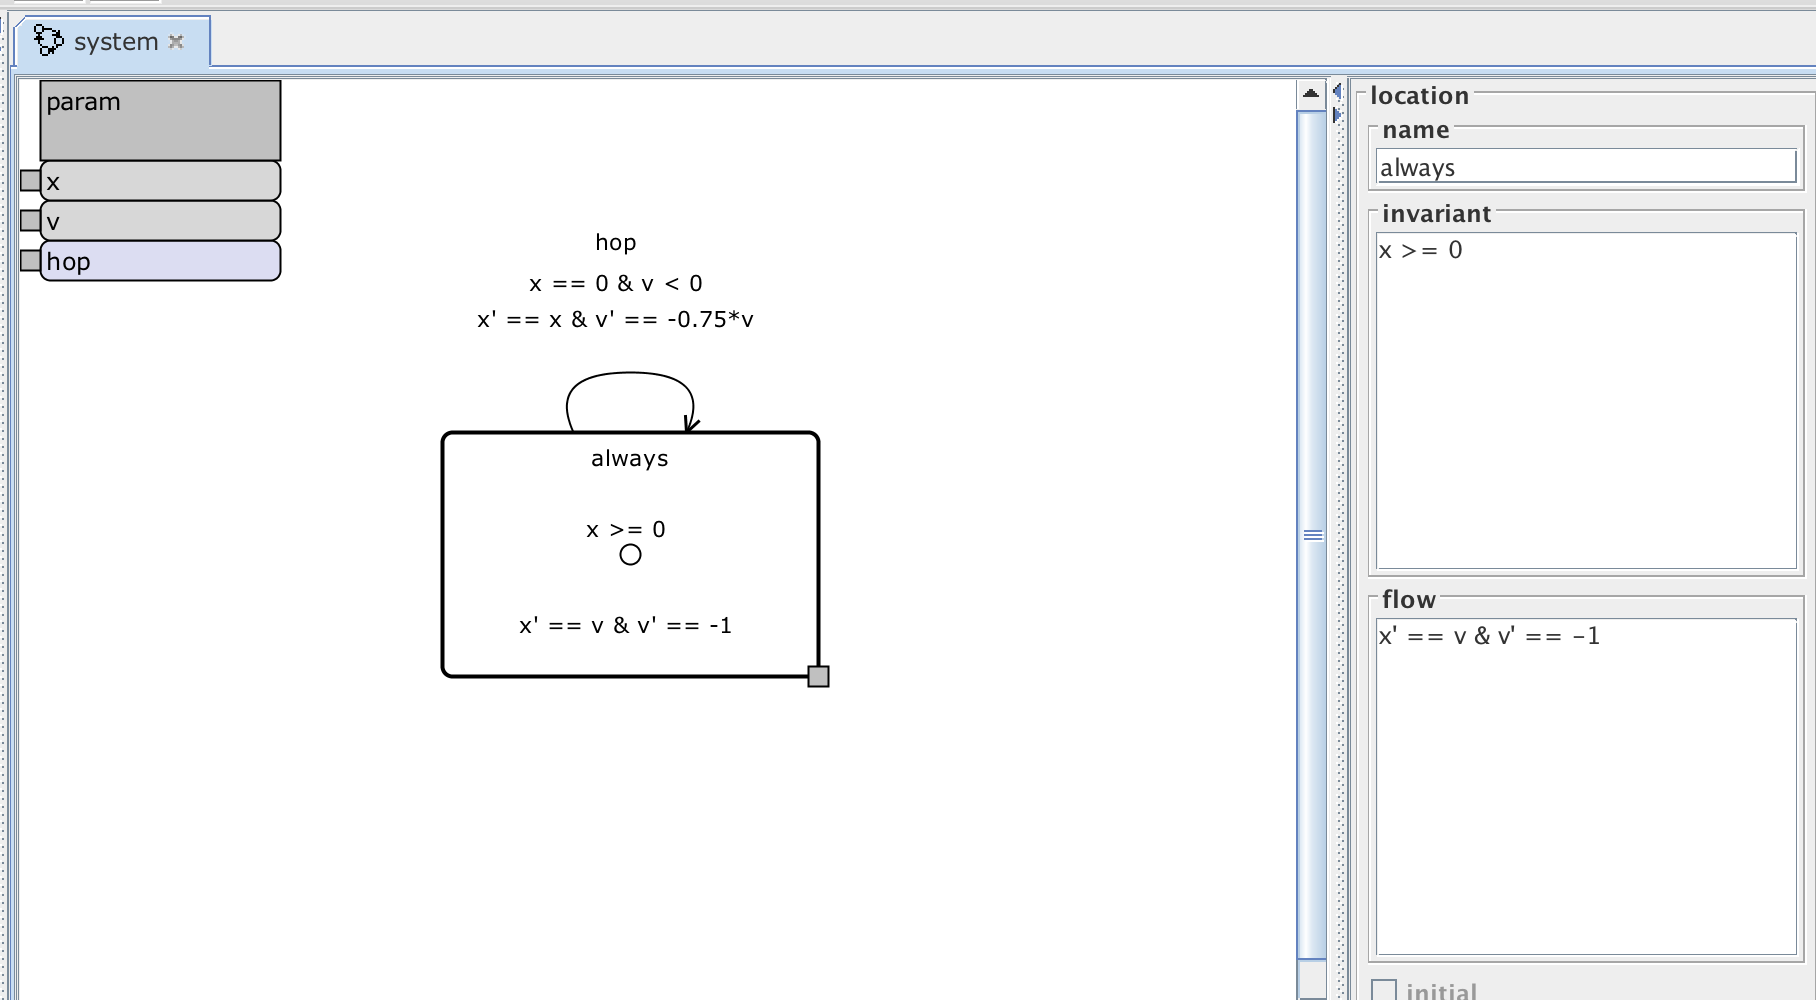 system
param
x
v
hop
hop
x == 0 & v < 0
x' == x & v' == -0.75*v
always
x >= 0
x' == v & v' == -1
location
name
always
invariant
x >= 0
flow
x' == v & v' == -1
initial